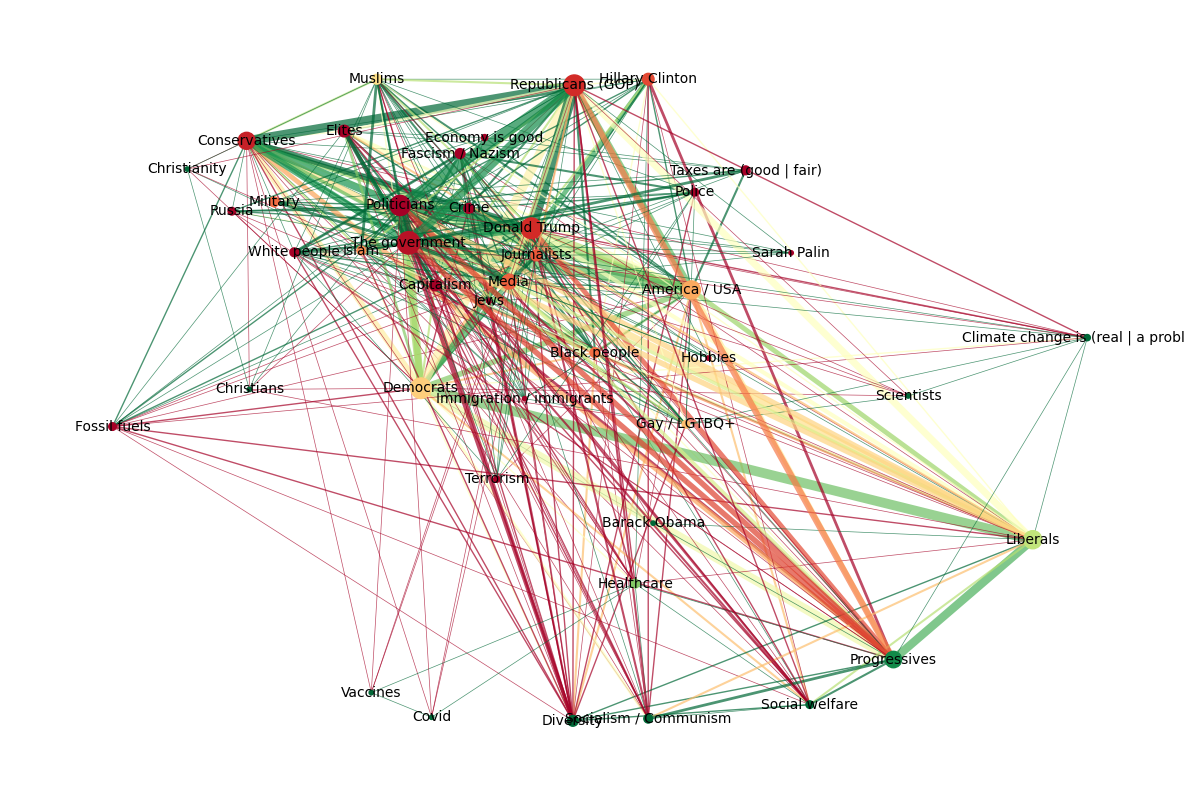 Muslims
Republicans (GOP)
Hillary Clinton
Conservatives
Elites
Economy is good
Fascism / Nazism
Christianity
Taxes are (good | fair)
Police
Russia
Military
Politicians
Crime
Donald Trump
White people
Islam
The government
Journalists
Sarah Palin
Capitalism
Media
America / USA
Jews
Climate change is (real | a probl
Black people
Hobbies
Christians
Democrats
Immigration / immigrants
Scientists
Fossil fuels
Gay / LGTBQ+
Terrorism
Barack Obama
Liberals
Healthcare
Progressives
Vaccines
Covid
Diversity
Socialism / Communism
Social welfare